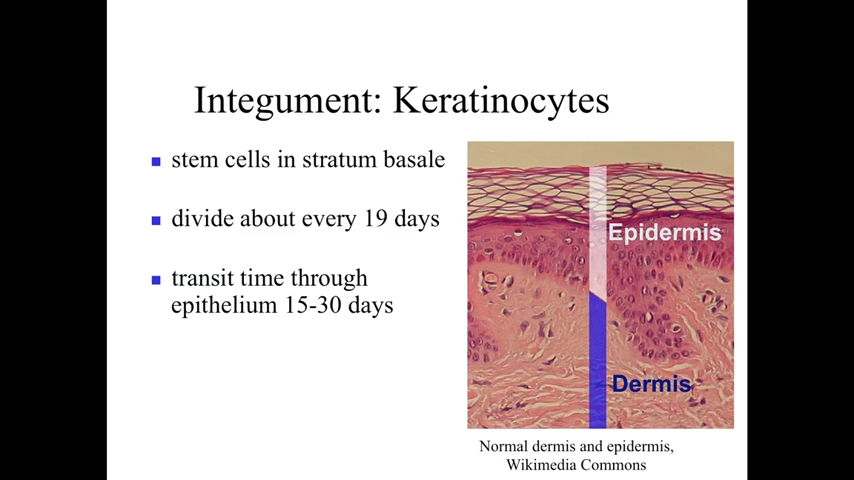 Integument: Keratinocytes
stem cells in stratum basale
divide about every 19 days
transit time through
epithelium 15-30 days
Epidermis
Dermis
Normal dermis and epidermis,
Wikimedia Commons